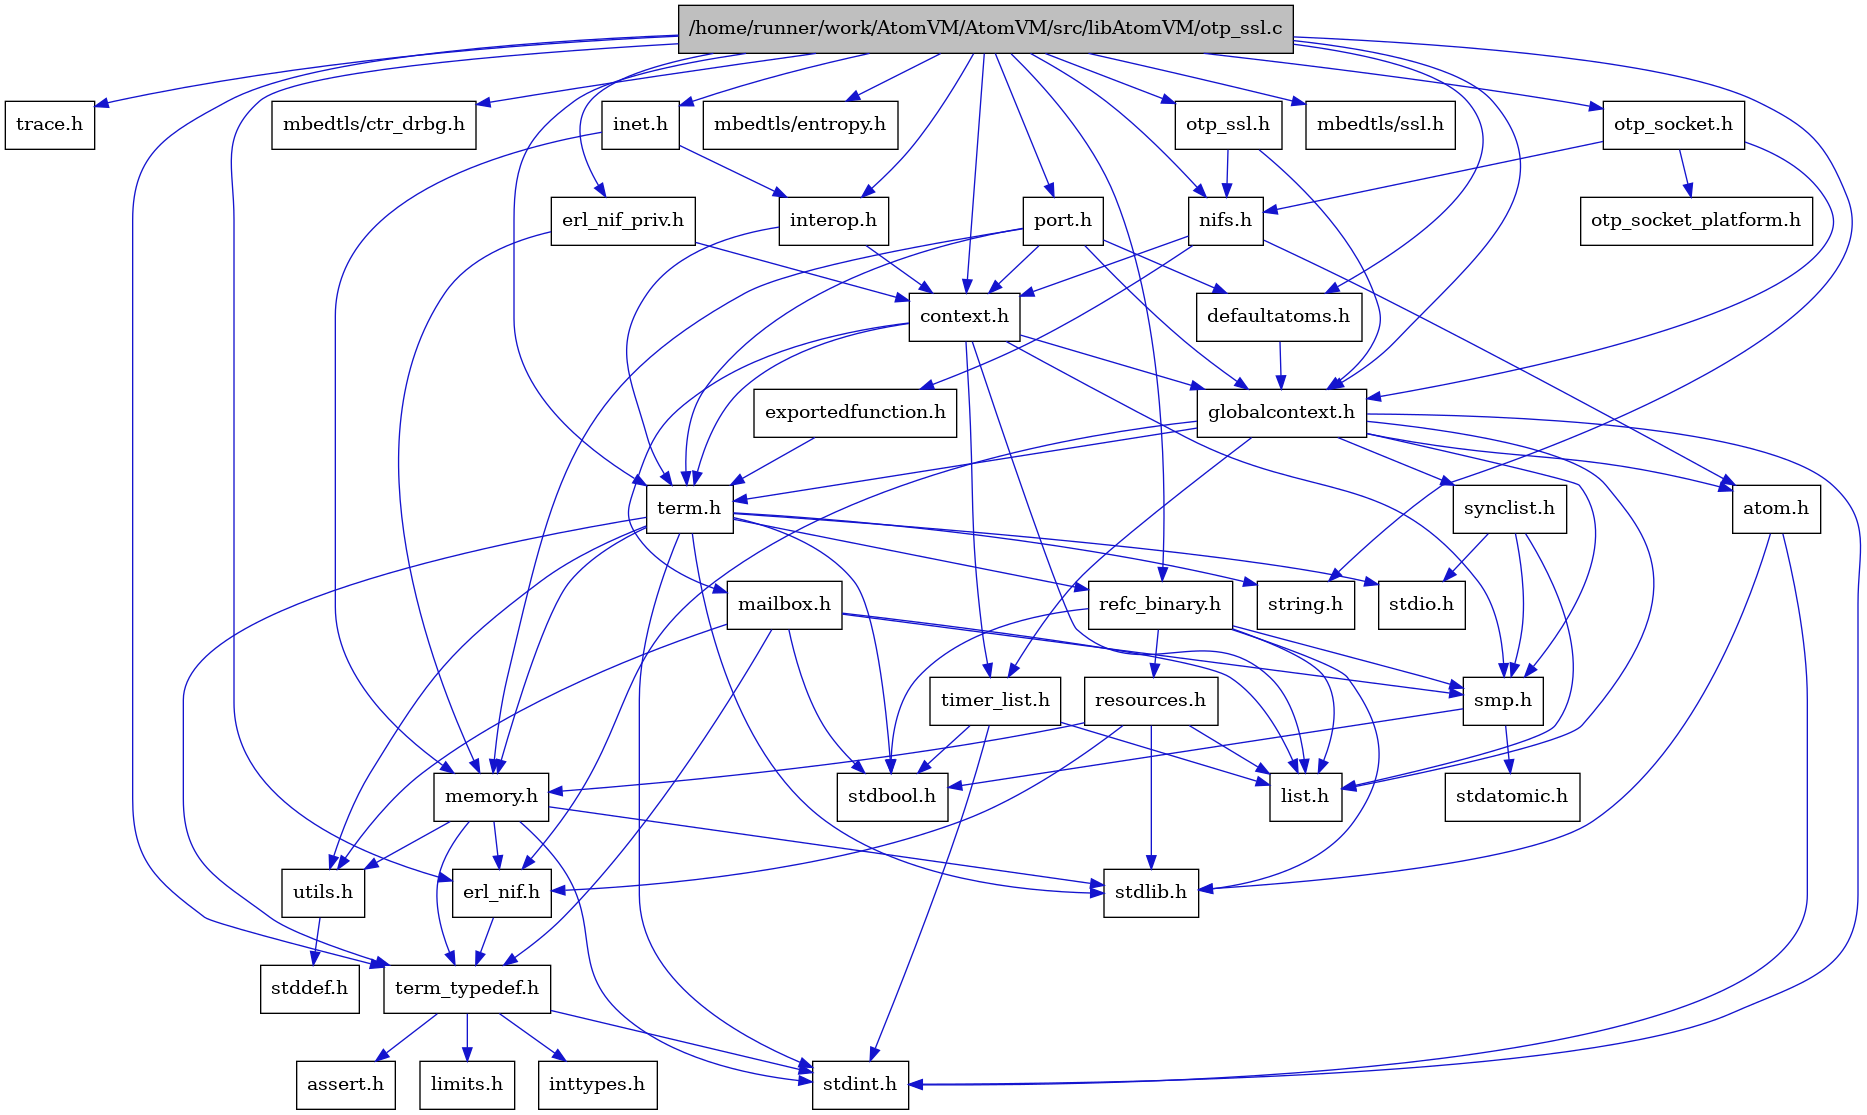 /home/runner/work/AtomVM/AtomVM/src/libAtomVM/otp_ssl.c
trace.h
mbedtls/ctr_drbg.h
inet.h
mbedtls/entropy.h
otp_ssl.h
mbedtls/ssl.h
otp_socket.h
erl_nif_priv.h
interop.h
port.h
nifs.h
otp_socket_platform.h
context.h
defaultatoms.h
exportedfunction.h
globalcontext.h
term.h
synclist.h
atom.h
mailbox.h
refc_binary.h
string.h
stdio.h
timer_list.h
resources.h
smp.h
memory.h
stdbool.h
list.h
stdatomic.h
utils.h
erl_nif.h
stdlib.h
stddef.h
term_typedef.h
assert.h
limits.h
inttypes.h
stdint.h